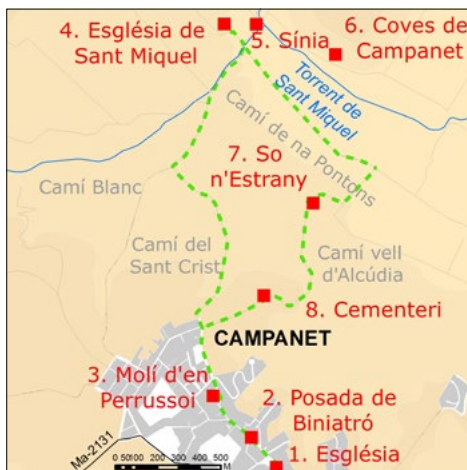 4. Església de
Sant Miquel
5. Sínia
6. Coves de
Campanet
Torrent de
Sant Miquel
Camí de na Pontons
7. So
n'Estrany
Camí Blanc
Camí del
Sant Crist
Camí vell
d'Alcúdia
8. Cementeri
CAMPANET
3. Molí d'en
Perrussoi
2. Posada de
Biniatró
1. Església
Ma-2131
0 50 100 200 300 400 500
M